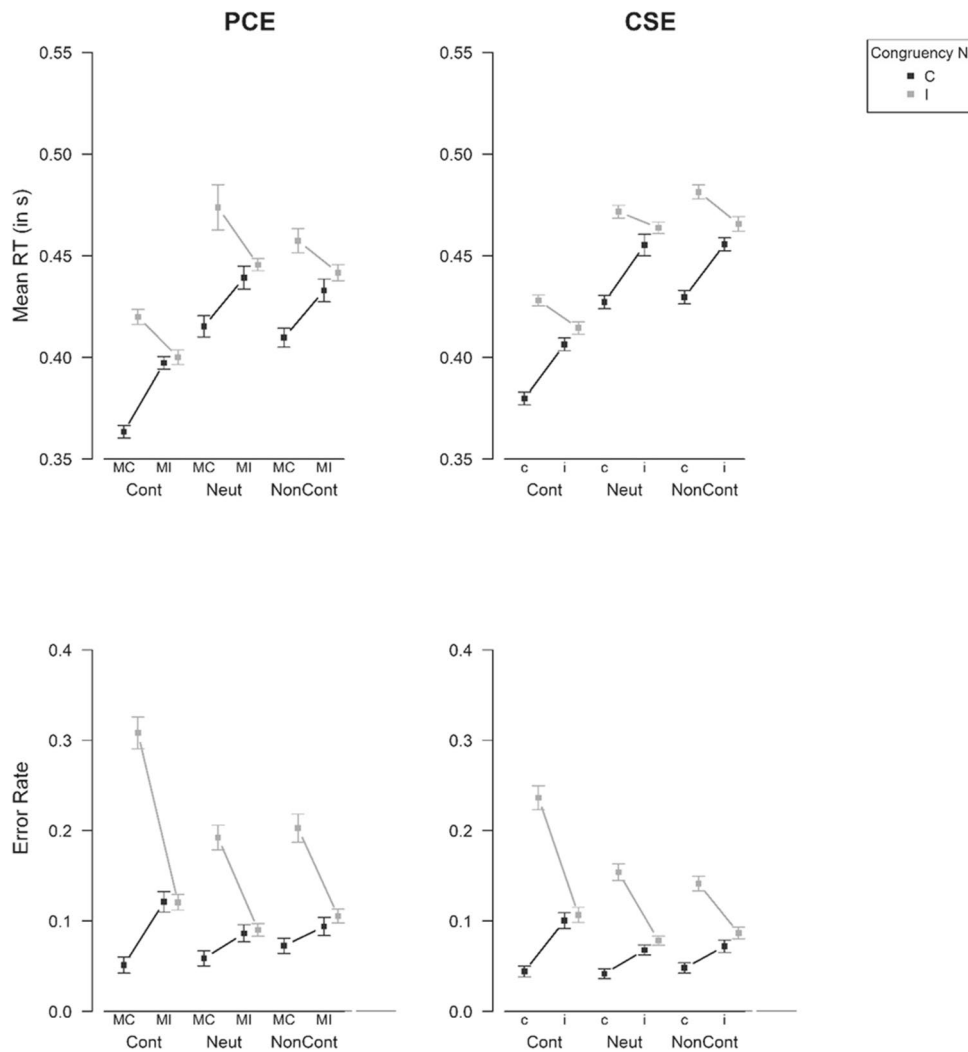 PCE
CSE
Congruency N
C
I
Mean RT (in s)
0.55
0.50
0.45
0.40
0.35
MC MI MC MI MC MI
Cont Neut NonCont
0.55
0.50
0.45
0.40
0.35
c i c i c i
Cont Neut NonCont
Error Rate
0.4
0.3
0.2
0.1
0.0
MC MI MC MI MC MI
Cont Neut NonCont
0.4
0.3
0.2
0.1
0.0
c i c i c i
Cont Neut NonCont